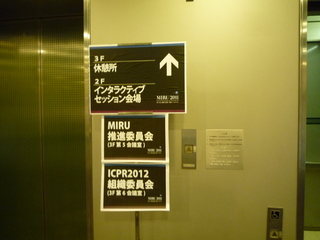 3F
休憩所
2F
インタラクティブ
セッション会場
MIRU 2011
MIRU
推進委員会
(3F 第5会議室)
ICPR2012
組織委員会
(3F 第6会議室)